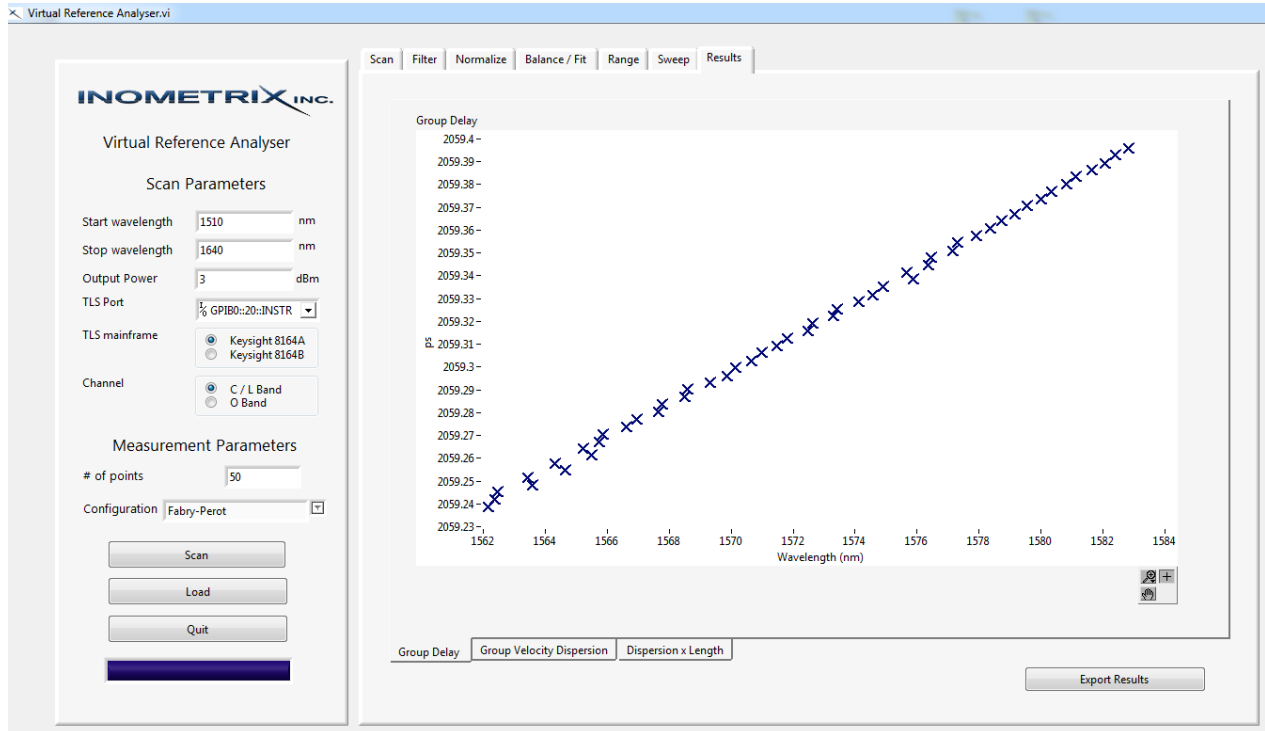 Virtual Reference Analyser.vi
INOMETRIX INC.
Virtual Reference Analyser
Scan Parameters
Start wavelength 1510 nm
Stop wavelength 1640 nm
Output Power 3 dBm
TLS Port GPIB0::20::INSTR
TLS mainframe Keysight 8164A
Keysight 8164B
Channel C / L Band
O Band
Measurement Parameters
# of points 50
Configuration Fabry-Perot
Scan
Load
Quit
Scan Filter Normalize Balance / Fit Range Sweep Results
Group Delay
2059.4
2059.39
2059.38
2059.37
2059.36
2059.35
2059.34
2059.33
2059.32
2059.31
2059.3
2059.29
2059.28
2059.27
2059.26
2059.25
2059.24
2059.23
ps
1562 1564 1566 1568 1570 1572 1574 1576 1578 1580 1582 1584
Wavelength (nm)
Group Delay Group Velocity Dispersion Dispersion x Length
Export Results